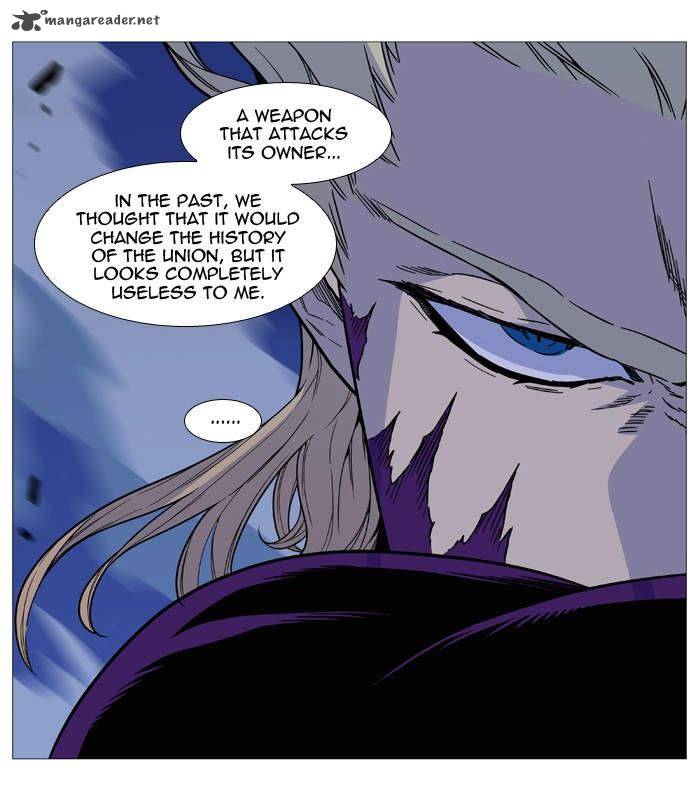 mangareader.net
A WEAPON
THAT ATTACKS
ITS OWNER...
IN THE PAST, WE
THOUGHT THAT IT WOULD
CHANGE THE HISTORY
OF THE UNION, BUT IT
LOOKS COMPLETELY
USELESS TO ME.
......